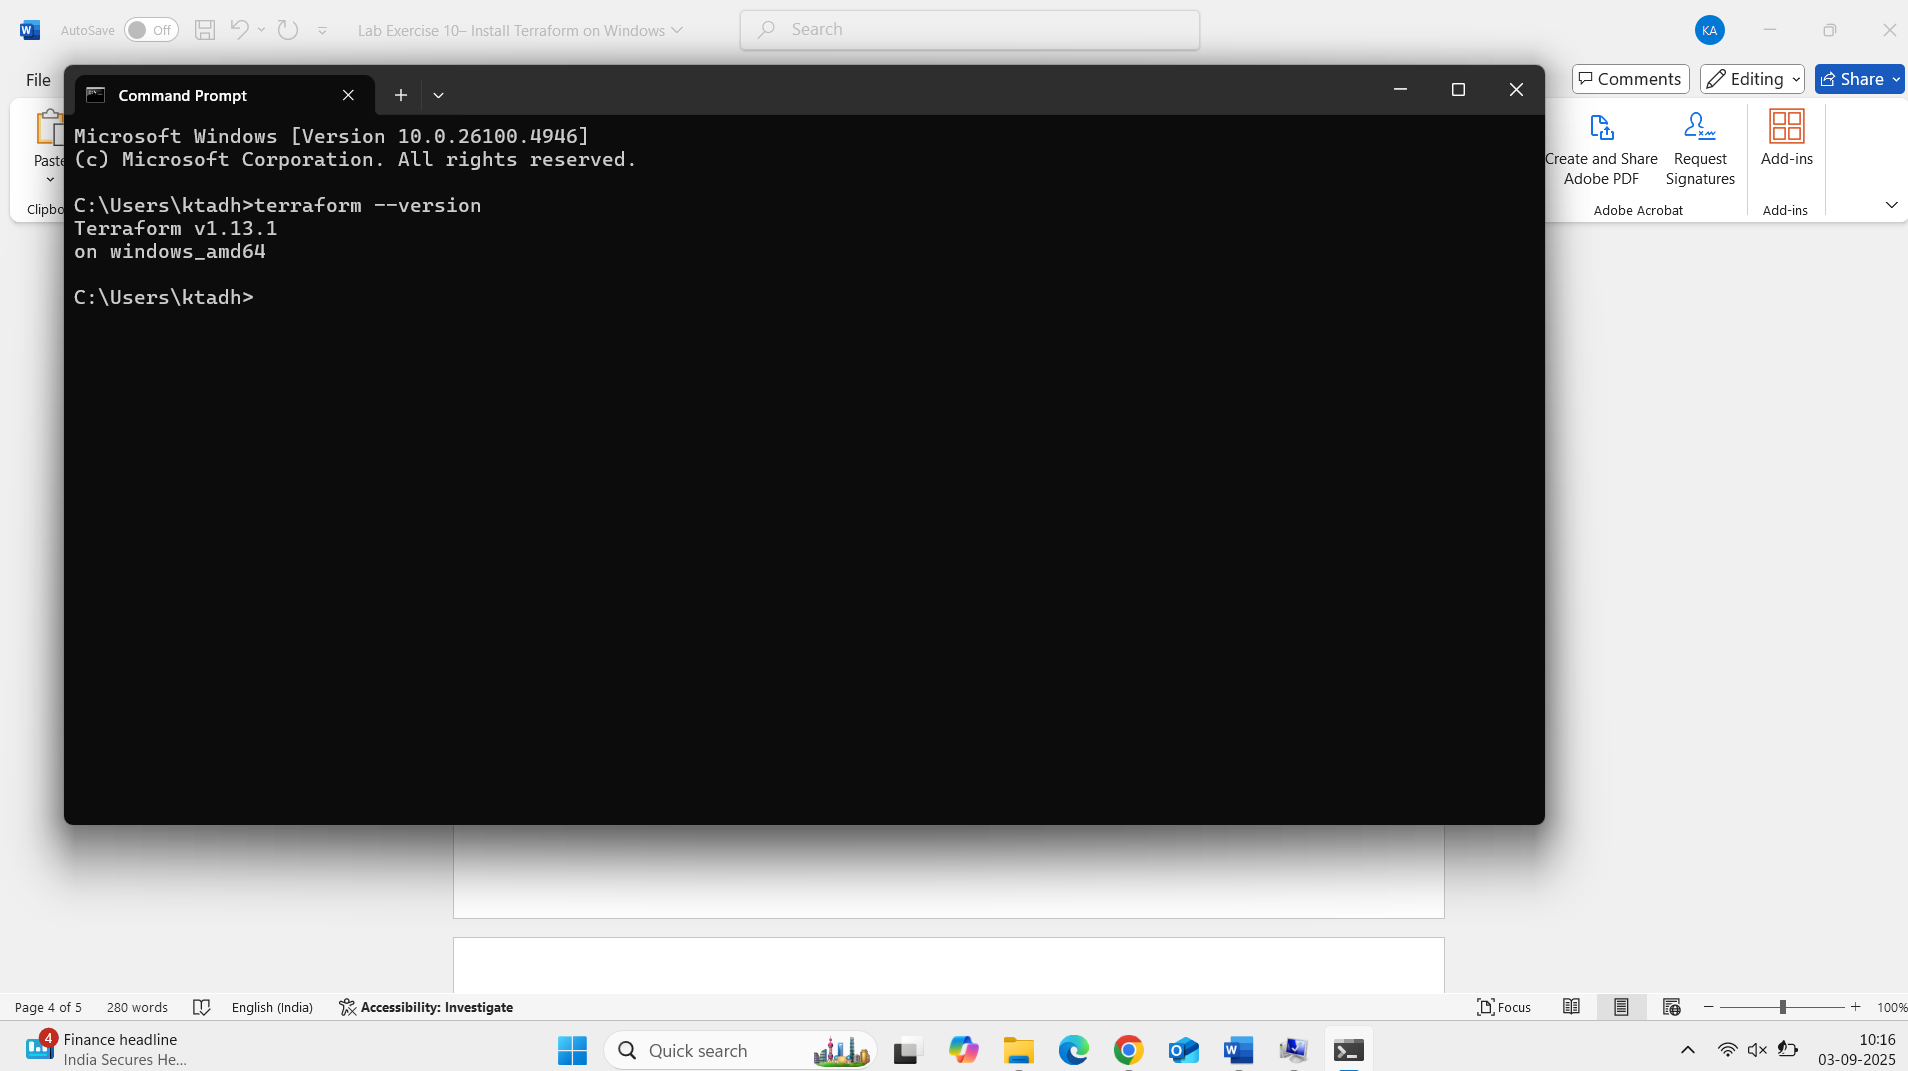 AutoSave Off Lab Exercise 10– Install Terraform on Windows Search KA
File Comments Editing Share
Command Prompt
Microsoft Windows [Version 10.0.26100.4946]
(c) Microsoft Corporation. All rights reserved.
C:\Users\ktadh>terraform --version
Terraform v1.13.1
on windows_amd64
C:\Users\ktadh>
Paste
Clipbo
Create and Share
Adobe PDF
Request
Signatures
Add-ins
Adobe Acrobat
Add-ins
Page 4 of 5 280 words English (India) Accessibility: Investigate Focus 100%
4
Finance headline
India Secures He...
Quick search
10:16
03-09-2025